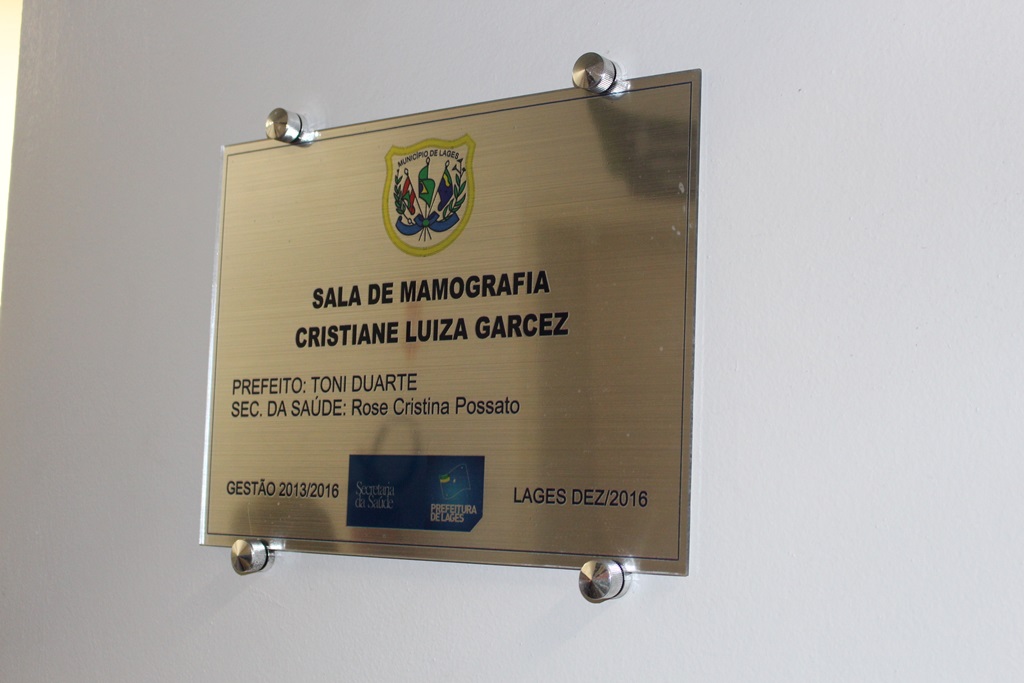 MUNICÍPIO DE LAGES
SALA DE MAMOGRAFIA
CRISTIANE LUIZA GARCEZ
PREFEITO: TONI DUARTE
SEC. DA SAÚDE: Rose Cristina Possato
GESTÃO 2013/2016
Secretaria
da Saúde
PREFEITURA
DE LAGES
LAGES DEZ/2016